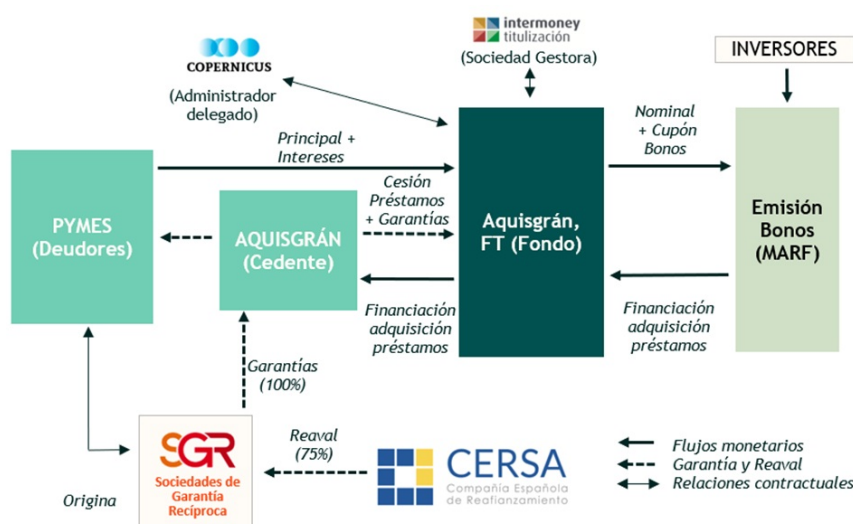 intermoney
titulización
(Sociedad Gestora)
INVERSORES
COPERNICUS
(Administrador
delegado)
Principal +
Intereses
Nominal
+ Cupón
Bonos
Cesión
Préstamos
+ Garantías
PYMES
(Deudores)
AQUISGRÁN
(Cedente)
Aquisgrán,
FT (Fondo)
Emisión
Bonos
(MARF)
Financiación
adquisición
préstamos
Financiación
adquisición
préstamos
Garantías
(100%)
Origina
SGR
Sociedades de
Garantía
Recíproca
Reaval
(75%)
CERSA
Compañía Española
de Reafianzamiento
Flujos monetarios
Garantía y Reaval
Relaciones contractuales